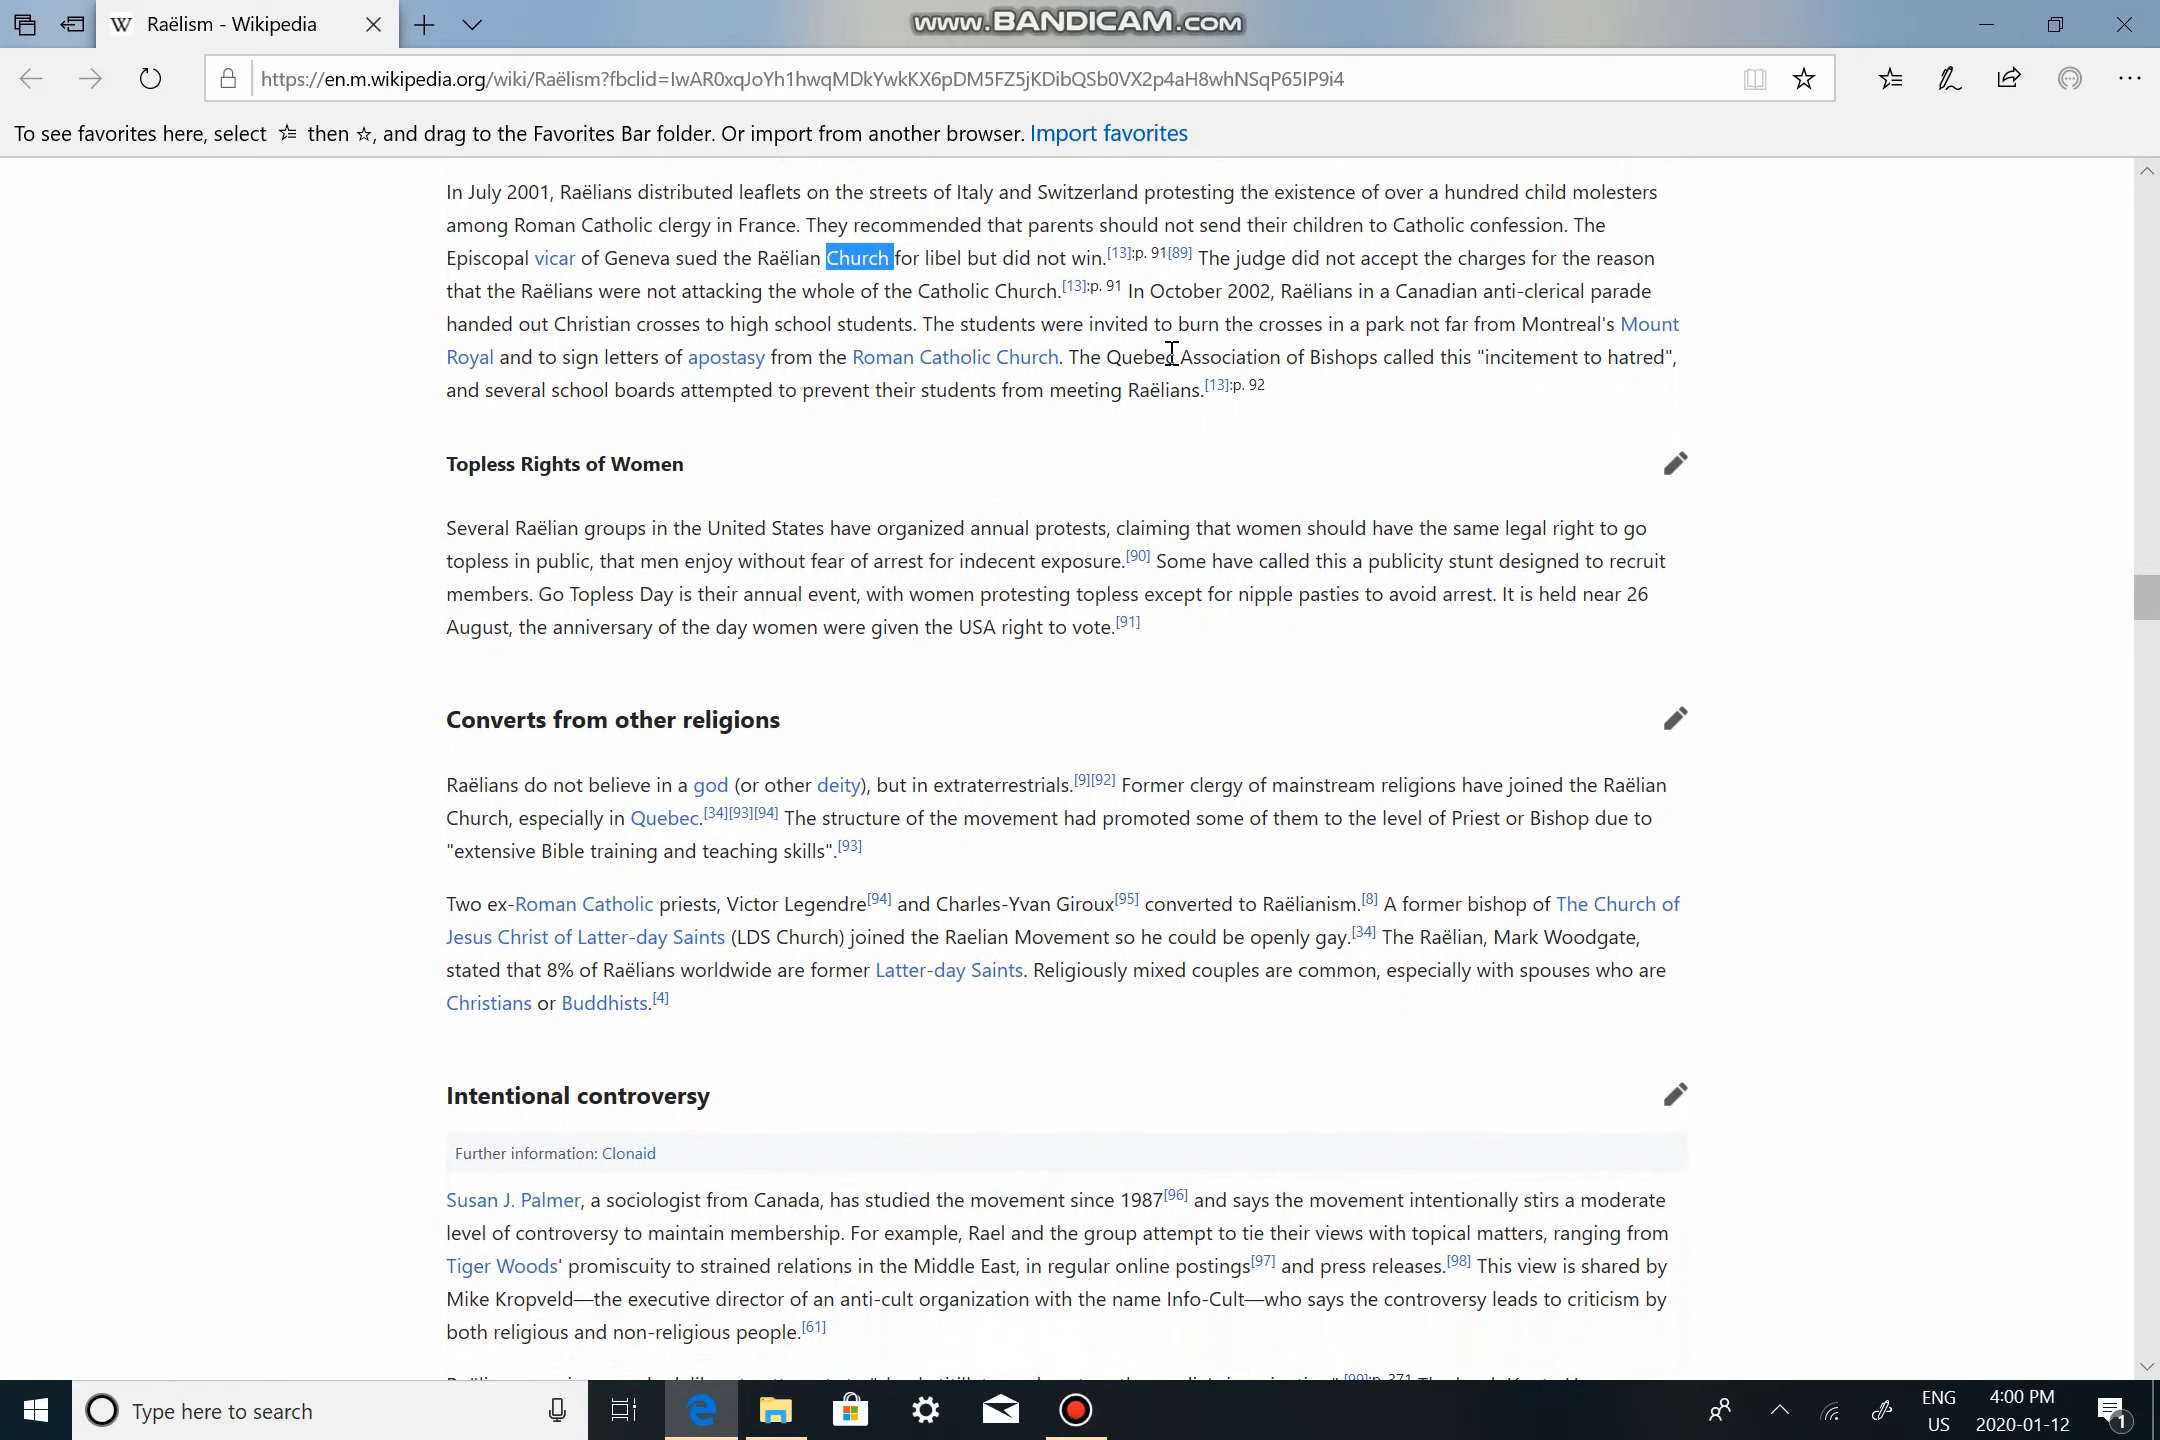 Raëlism - Wikipedia
www.BANDICAM.com
https://en.m.wikipedia.org/wiki/Raëlism?fbclid=IwAR0xqJoYh1hwqMDkYwkKX6pDM5FZ5jKDibQSb0VX2p4aH8whNSqP65IP9i4
To see favorites here, select then , and drag to the Favorites Bar folder. Or import from another browser. Import favorites
In July 2001, Raëlians distributed leaflets on the streets of Italy and Switzerland protesting the existence of over a hundred child molesters
among Roman Catholic clergy in France. They recommended that parents should not send their children to Catholic confession. The
Episcopal vicar of Geneva sued the Raëlian Church for libel but did not win.[13]:p. 91[89] The judge did not accept the charges for the reason
that the Raëlians were not attacking the whole of the Catholic Church.[13]:p. 91 In October 2002, Raëlians in a Canadian anti-clerical parade
handed out Christian crosses to high school students. The students were invited to burn the crosses in a park not far from Montreal's Mount
Royal and to sign letters of apostasy from the Roman Catholic Church. The Quebec Association of Bishops called this "incitement to hatred",
and several school boards attempted to prevent their students from meeting Raëlians.[13]:p. 92
Topless Rights of Women
Several Raëlian groups in the United States have organized annual protests, claiming that women should have the same legal right to go
topless in public, that men enjoy without fear of arrest for indecent exposure.[90] Some have called this a publicity stunt designed to recruit
members. Go Topless Day is their annual event, with women protesting topless except for nipple pasties to avoid arrest. It is held near 26
August, the anniversary of the day women were given the USA right to vote.[91]
Converts from other religions
Raëlians do not believe in a god (or other deity), but in extraterrestrials.[9][92] Former clergy of mainstream religions have joined the Raëlian
Church, especially in Quebec.[34][93][94] The structure of the movement had promoted some of them to the level of Priest or Bishop due to
"extensive Bible training and teaching skills".[93]
Two ex-Roman Catholic priests, Victor Legendre[94] and Charles-Yvan Giroux[95] converted to Raëlianism.[8] A former bishop of The Church of
Jesus Christ of Latter-day Saints (LDS Church) joined the Raelian Movement so he could be openly gay.[34] The Raëlian, Mark Woodgate,
stated that 8% of Raëlians worldwide are former Latter-day Saints. Religiously mixed couples are common, especially with spouses who are
Christians or Buddhists.[4]
Intentional controversy
Further information: Clonaid
Susan J. Palmer, a sociologist from Canada, has studied the movement since 1987[96] and says the movement intentionally stirs a moderate
level of controversy to maintain membership. For example, Rael and the group attempt to tie their views with topical matters, ranging from
Tiger Woods' promiscuity to strained relations in the Middle East, in regular online postings[97] and press releases.[98] This view is shared by
Mike Kropveld—the executive director of an anti-cult organization with the name Info-Cult—who says the controversy leads to criticism by
both religious and non-religious people.[61]
Type here to search
ENG
US
4:00 PM
2020-01-12
1